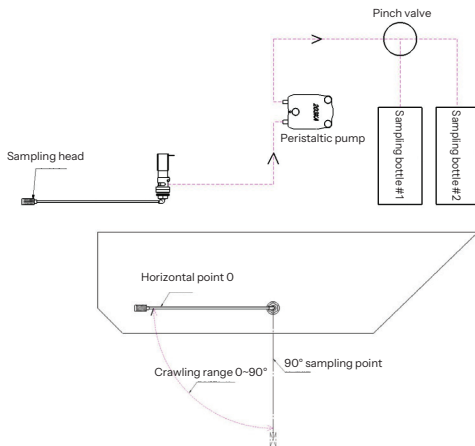 Pinch valve
Peristaltic pump
Sampling bottle #1
Sampling bottle #2
Sampling head
Horizontal point 0
Crawling range 0~90°
90° sampling point